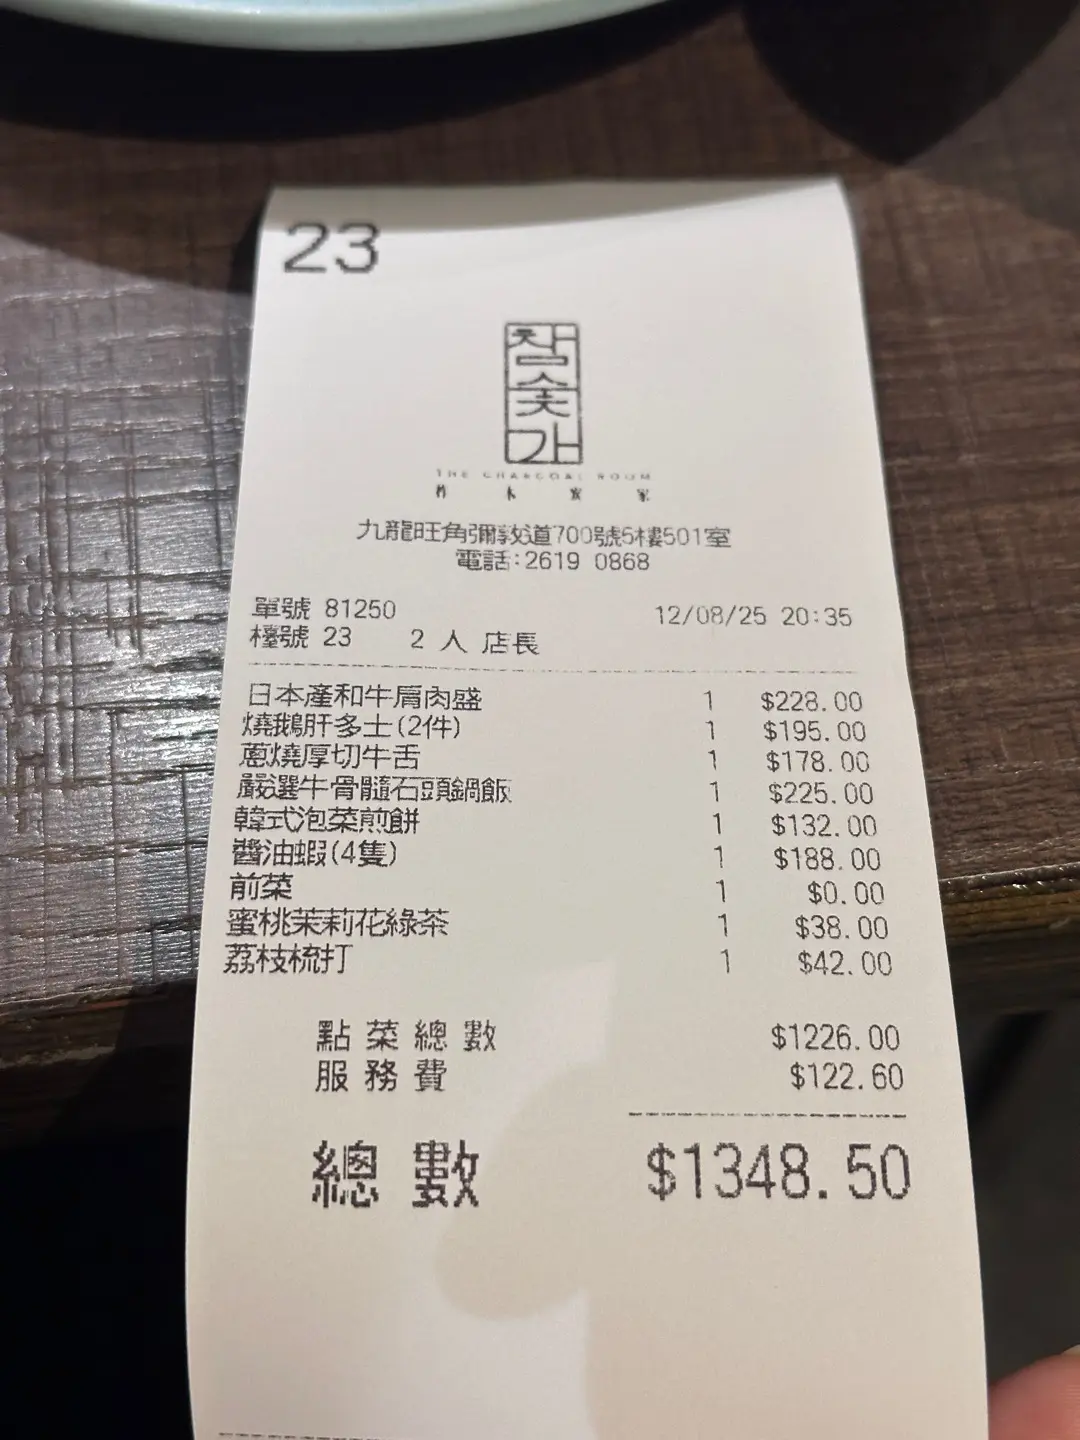 23
참
숯
가
THE CHARCOAL ROOM
木 家
九龍旺角彌敦道700號5樓501室
電話:2619 0868
單號 81250 12/08/25 20:35
檯號 23 2 人 店長
日本產和牛肩肉盛 1 $228.00
燒鵝肝多士(2件) 1 $195.00
蔥燒厚切牛舌 1 $178.00
嚴選牛骨髓石頭鍋飯 1 $225.00
韓式泡菜煎餅 1 $132.00
醬油蝦(4隻) 1 $188.00
前菜 1 $0.00
蜜桃茉莉花綠茶 1 $38.00
荔枝梳打 1 $42.00
點菜總數 $1226.00
服務費 $122.60
總數 $1348.50